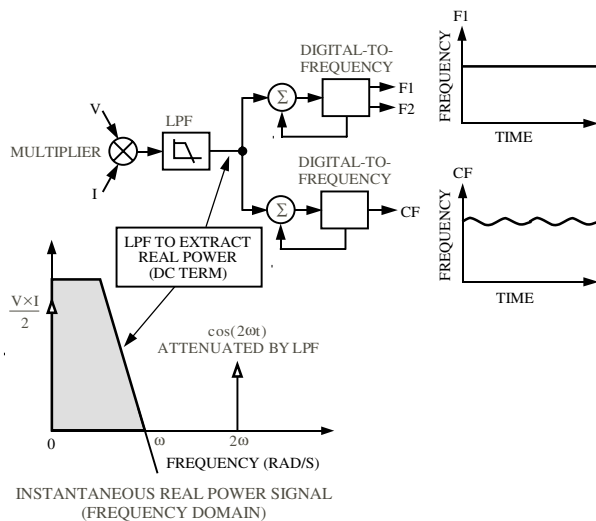 DIGITAL-TO-
FREQUENCY
Σ
F1
F2
V
LPF
MULTIPLIER
I
DIGITAL-TO-
FREQUENCY
Σ
CF
LPF TO EXTRACT
REAL POWER
(DC TERM)
V×I
2
cos(2ωt)
ATTENUATED BY LPF
0
ω
2ω
FREQUENCY (RAD/S)
INSTANTANEOUS REAL POWER SIGNAL
(FREQUENCY DOMAIN)
F1
FREQUENCY
TIME
CF
FREQUENCY
TIME